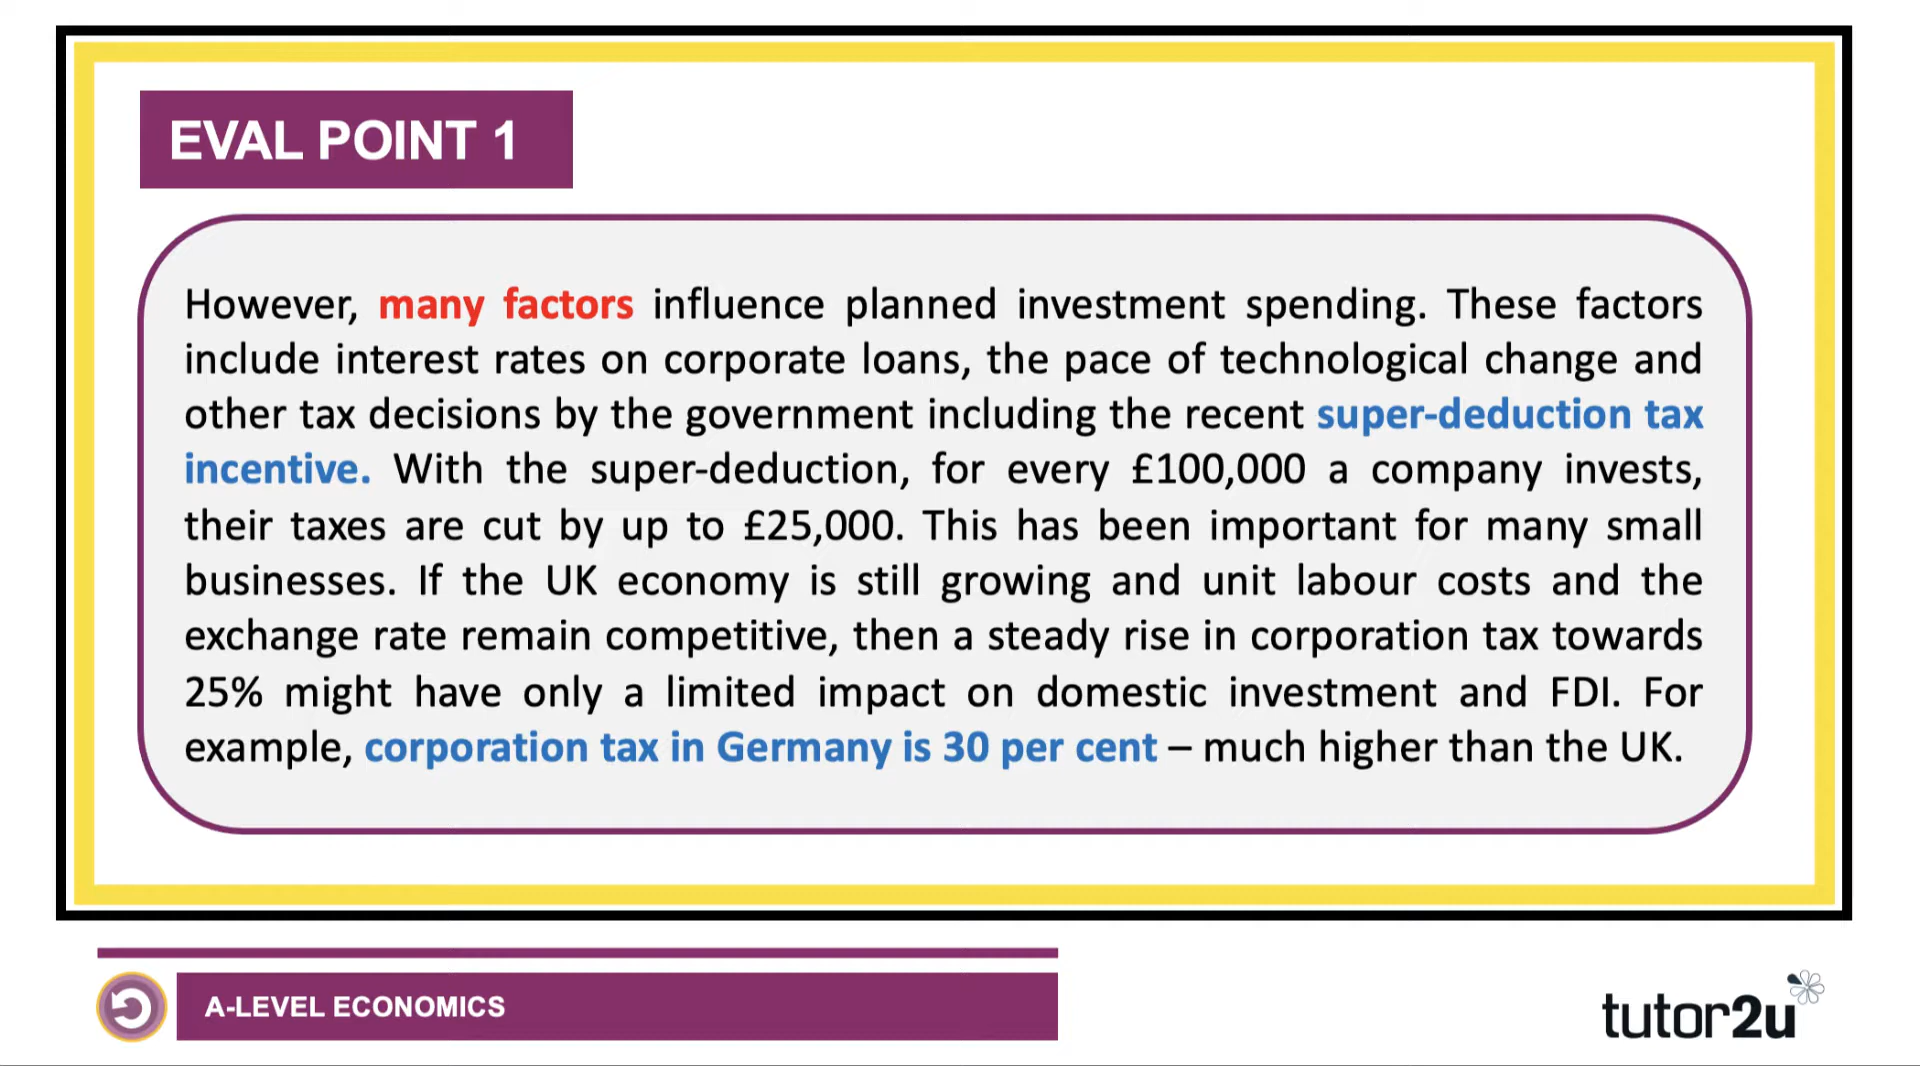 EVAL POINT 1
However, many factors influence planned investment spending. These factors
include interest rates on corporate loans, the pace of technological change and
other tax decisions by the government including the recent super-deduction tax
incentive. With the super-deduction, for every £100,000 a company invests,
their taxes are cut by up to £25,000. This has been important for many small
businesses. If the UK economy is still growing and unit labour costs and the
exchange rate remain competitive, then a steady rise in corporation tax towards
25% might have only a limited impact on domestic investment and FDI. For
example, corporation tax in Germany is 30 per cent – much higher than the UK.
A-LEVEL ECONOMICS
tutor2u